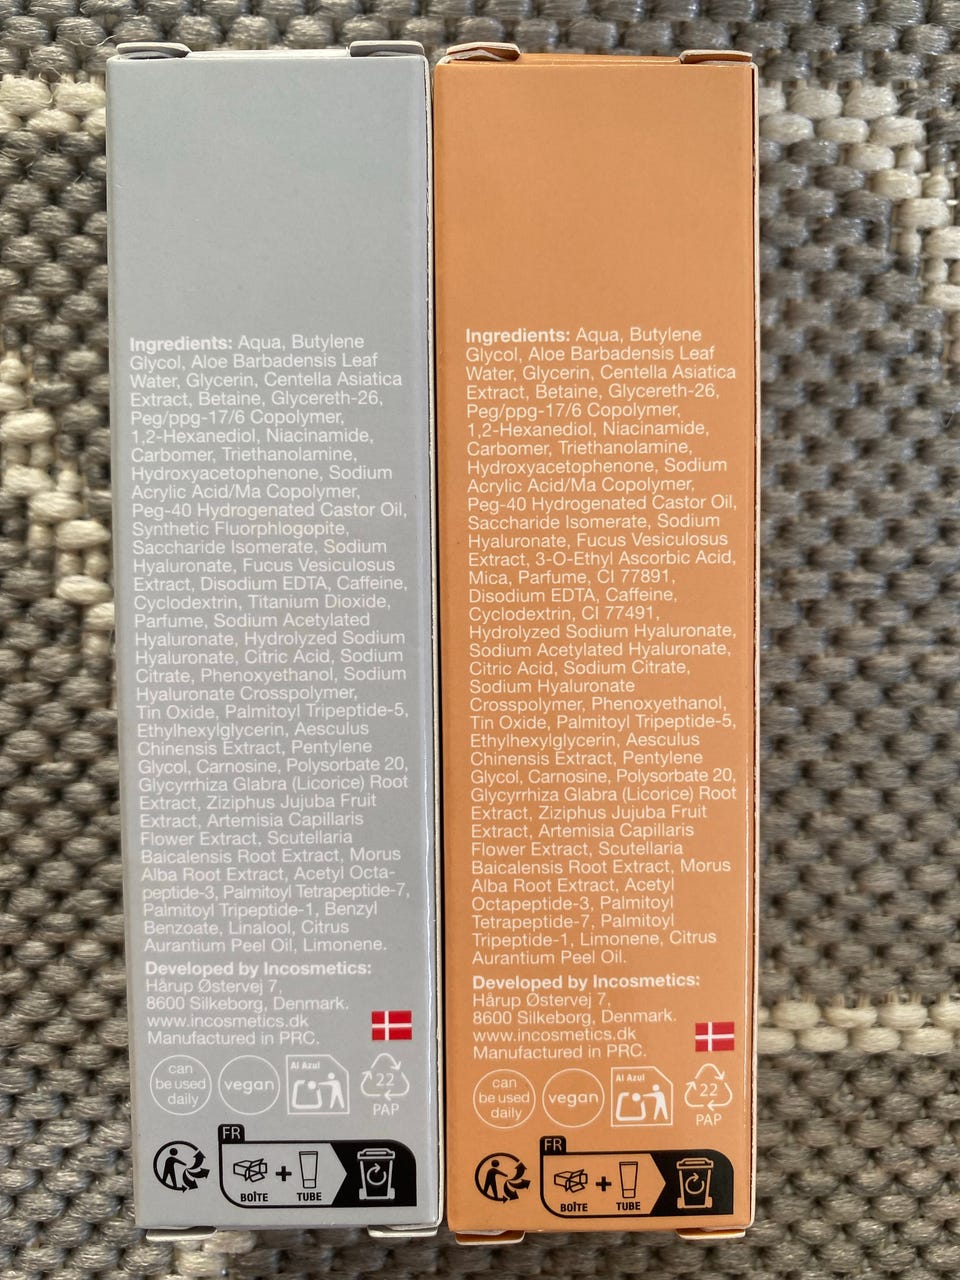 Ingredients: Aqua, Butylene
Glycol, Aloe Barbadensis Leaf
Water, Glycerin, Centella Asiatica
Extract, Betaine, Glycereth-26,
Peg/ppg-17/6 Copolymer,
1,2-Hexanediol, Niacinamide,
Carbomer, Triethanolamine,
Hydroxyacetophenone, Sodium
Acrylic Acid/Ma Copolymer,
Peg-40 Hydrogenated Castor Oil,
Synthetic Fluorphlogopite,
Saccharide Isomerate, Sodium
Hyaluronate, Fucus Vesiculosus
Extract, Disodium EDTA, Caffeine,
Cyclodextrin, Titanium Dioxide,
Parfume, Sodium Acetylated
Hyaluronate, Hydrolyzed Sodium
Hyaluronate, Citric Acid, Sodium
Citrate, Phenoxyethanol, Sodium
Hyaluronate Crosspolymer,
Tin Oxide, Palmitoyl Tripeptide-5,
Ethylhexylglycerin, Aesculus
Chinensis Extract, Pentylene
Glycol, Carnosine, Polysorbate 20,
Glycyrrhiza Glabra (Licorice) Root
Extract, Ziziphus Jujuba Fruit
Extract, Artemisia Capillaris
Flower Extract, Scutellaria
Baicalensis Root Extract, Morus
Alba Root Extract, Acetyl Octa-
peptide-3, Palmitoyl Tetrapeptide-7,
Palmitoyl Tripeptide-1, Benzyl
Benzoate, Linalool, Citrus
Aurantium Peel Oil, Limonene.
Developed by Incosmetics:
Hårup Østervej 7,
8600 Silkeborg, Denmark.
www.incosmetics.dk
Manufactured in PRC.
can
be used
daily
vegan
Al Azul
22
PAP
FR
BOÎTE
+
TUBE
Ingredients: Aqua, Butylene
Glycol, Aloe Barbadensis Leaf
Water, Glycerin, Centella Asiatica
Extract, Betaine, Glycereth-26,
Peg/ppg-17/6 Copolymer,
1,2-Hexanediol, Niacinamide,
Carbomer, Triethanolamine,
Hydroxyacetophenone, Sodium
Acrylic Acid/Ma Copolymer,
Peg-40 Hydrogenated Castor Oil,
Saccharide Isomerate, Sodium
Hyaluronate, Fucus Vesiculosus
Extract, 3-O-Ethyl Ascorbic Acid,
Mica, Parfume, CI 77891,
Disodium EDTA, Caffeine,
Cyclodextrin, CI 77491,
Hydrolyzed Sodium Hyaluronate,
Sodium Acetylated Hyaluronate,
Citric Acid, Sodium Citrate,
Sodium Hyaluronate
Crosspolymer, Phenoxyethanol,
Tin Oxide, Palmitoyl Tripeptide-5,
Ethylhexylglycerin, Aesculus
Chinensis Extract, Pentylene
Glycol, Carnosine, Polysorbate 20,
Glycyrrhiza Glabra (Licorice) Root
Extract, Ziziphus Jujuba Fruit
Extract, Artemisia Capillaris
Flower Extract, Scutellaria
Baicalensis Root Extract, Morus
Alba Root Extract, Acetyl
Octapeptide-3, Palmitoyl
Tetrapeptide-7, Palmitoyl
Tripeptide-1, Limonene, Citrus
Aurantium Peel Oil.
Developed by Incosmetics:
Hårup Østervej 7,
8600 Silkeborg, Denmark.
www.incosmetics.dk
Manufactured in PRC.
can
be used
daily
vegan
Al Azul
22
PAP
FR
BOÎTE
+
TUBE